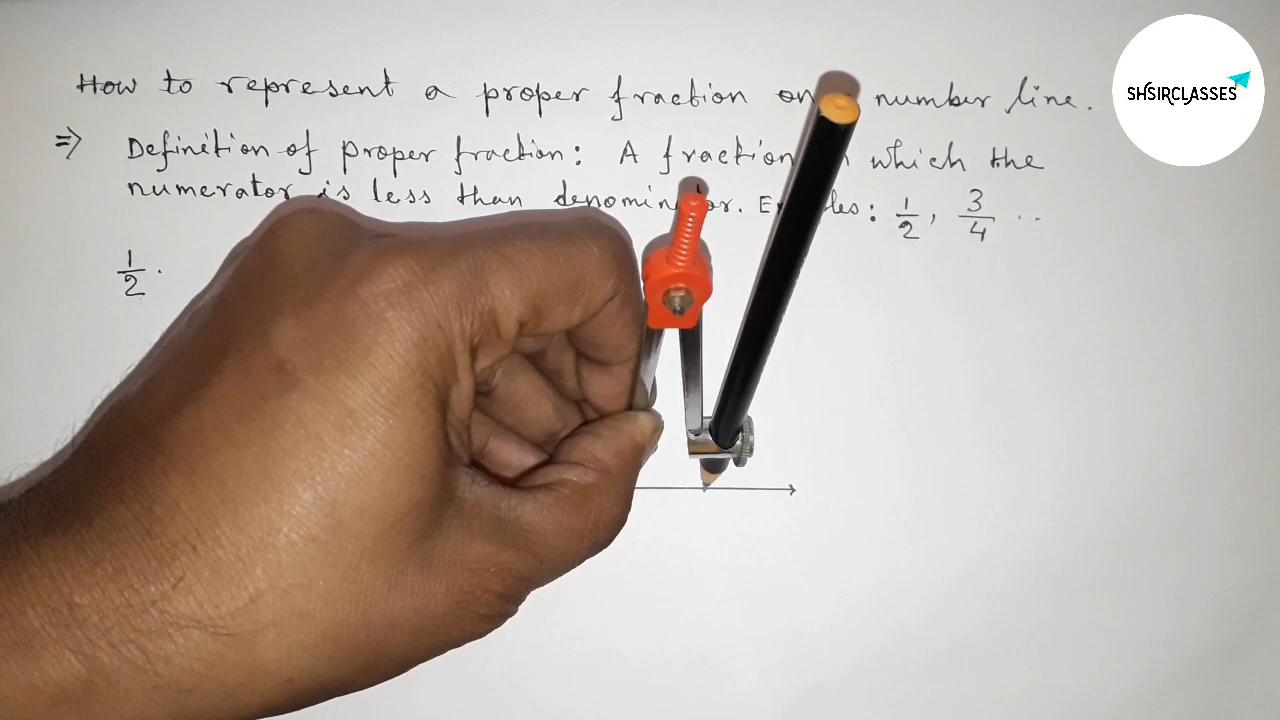 How to represent a proper fraction on number line.
SHSIRCLASSES
⇒ Definition of proper fraction: A fraction which the
numerator is less than denominator. : 1/2, 3/4 ..
1/2.